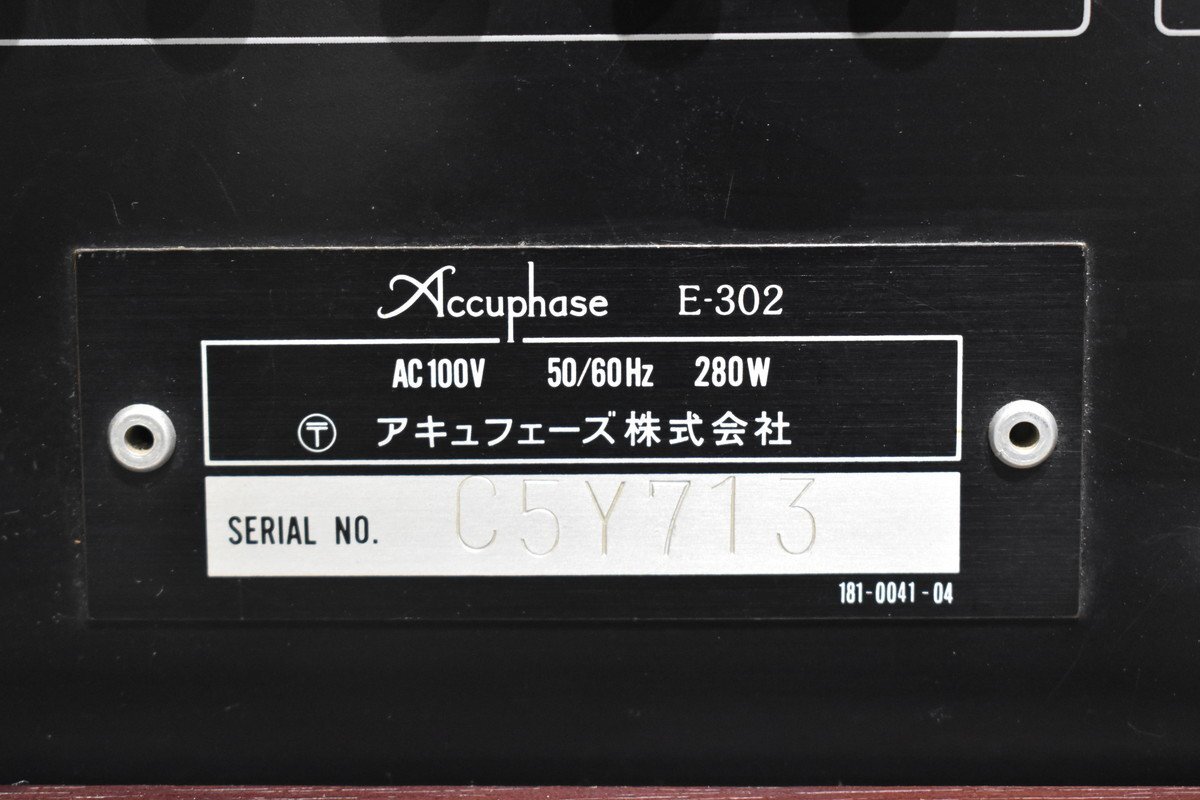 Accuphase E-302
AC100V 50/60Hz 280W
〶 アキュフェーズ株式会社
SERIAL NO. C5Y713
181-0041-04